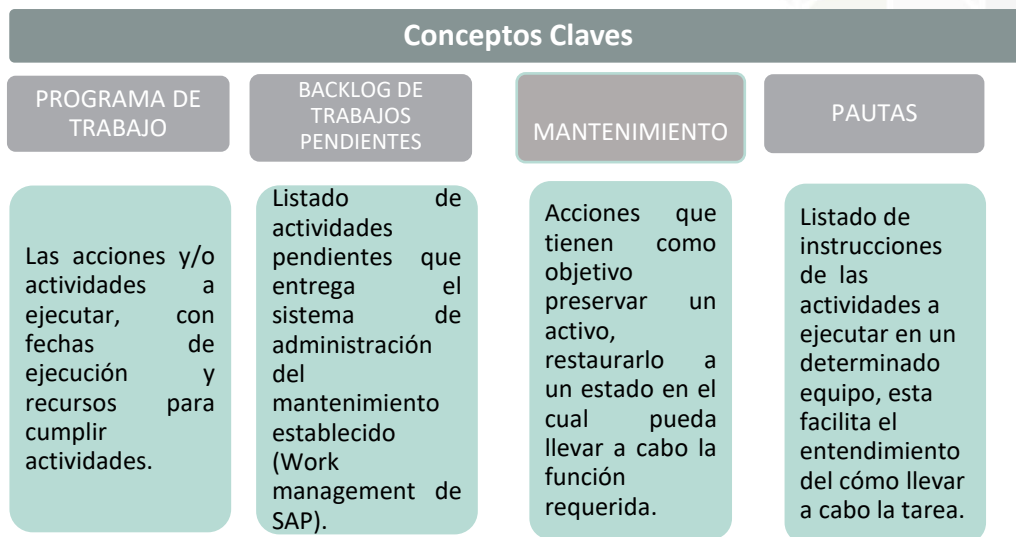 Conceptos Claves
PROGRAMA DE
TRABAJO
Las acciones y/o
actividades a
ejecutar, con
fechas de
ejecución y
recursos para
cumplir
actividades.
BACKLOG DE
TRABAJOS
PENDIENTES
Listado de
actividades
pendientes que
entrega el
sistema de
administración
del
mantenimiento
establecido
(Work
management de
SAP).
MANTENIMIENTO
Acciones que
tienen como
objetivo
preservar un
activo,
restaurarlo a
un estado en el
cual pueda
llevar a cabo la
función
requerida.
PAUTAS
Listado de
instrucciones
de las
actividades a
ejecutar en un
determinado
equipo, esta
facilita el
entendimiento
del cómo llevar
a cabo la tarea.